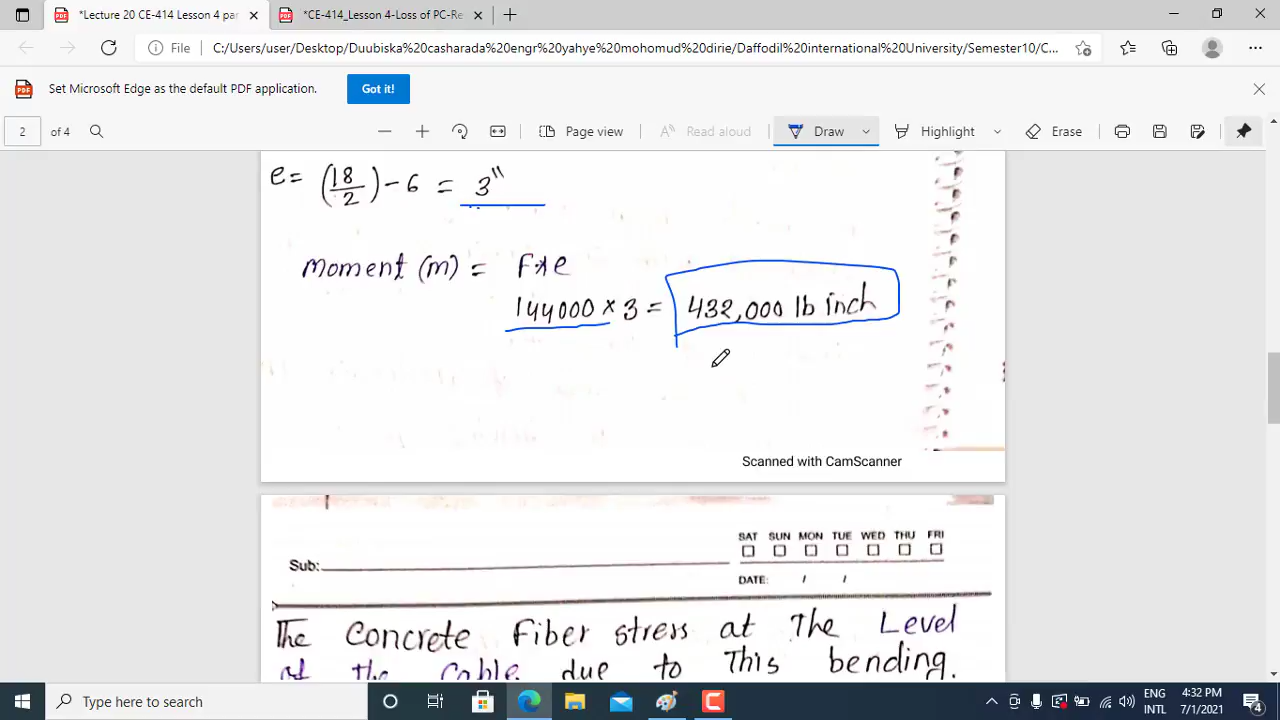 *Lecture 20 CE-414 Lesson 4 par
*CE-414_Lesson 4-Loss of PC-Re
File
C:/Users/user/Desktop/Duubiska%20casharada%20engr%20yahye%20mohomud%20dirie/Daffodil%20international%20University/Semester10/C...
Set Microsoft Edge as the default PDF application.
Got it!
2 of 4
Page view
Read aloud
Draw
Highlight
Erase
e = (18/2) - 6 = 3"
Moment (m) = F*e
144000 × 3 = 432,000 lb inch
Scanned with CamScanner
SAT SUN MON TUE WED THU FRI
Sub:
DATE: / /
The Concrete Fiber stress at The Level
of the Cable due to This bending.
Type here to search
ENG
INTL
4:32 PM
7/1/2021
4